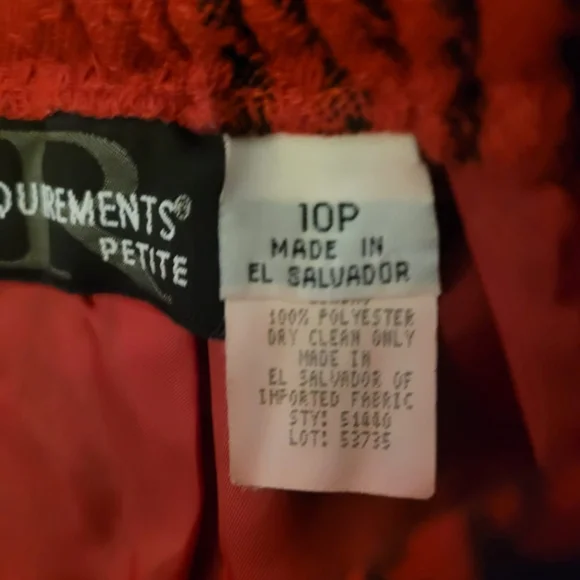 QUIREMENTS®
PETITE
10P
MADE IN
EL SALVADOR
100% POLYESTER
DRY CLEAN ONLY
MADE IN
EL SALVADOR OF
IMPORTED FABRIC
STY:
LOT: 53735